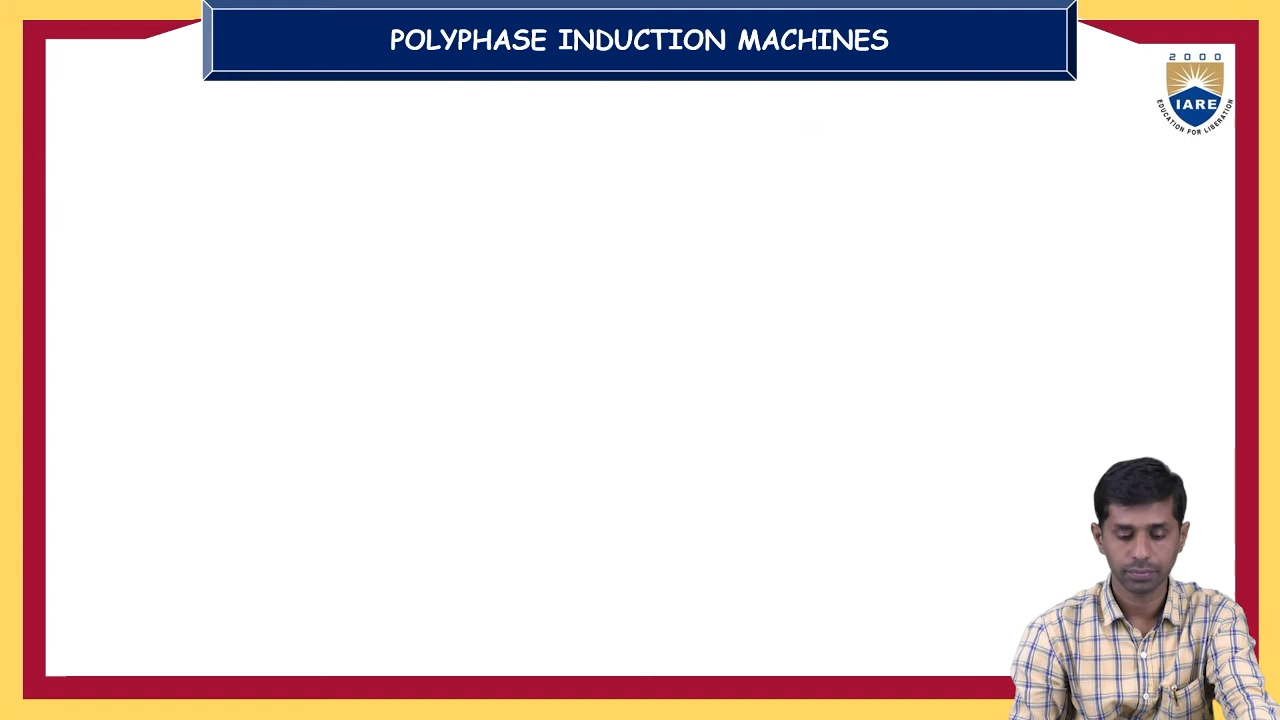 POLYPHASE INDUCTION MACHINES
2000
IARE
EDUCATION FOR LIBERATION